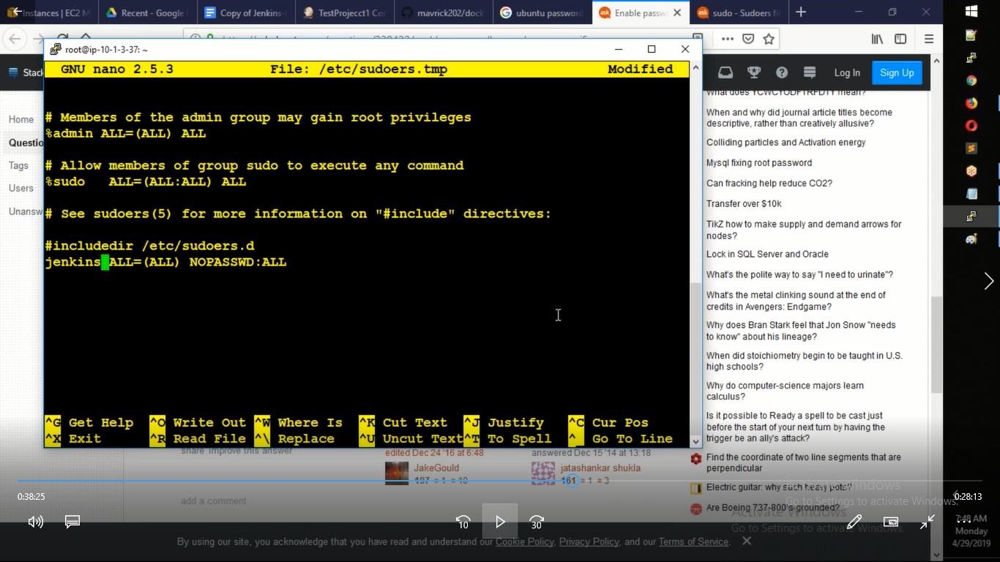 Instances | EC2 M
Recent - Google
Copy of Jenkins-
TestProjecct1 Co
mavrick202/dock
ubuntu password
Enable passw
sudo - Sudoers fi
root@ip-10-1-3-37: ~
GNU nano 2.5.3 File: /etc/sudoers.tmp Modified
# Members of the admin group may gain root privileges
%admin ALL=(ALL) ALL
# Allow members of group sudo to execute any command
%sudo ALL=(ALL:ALL) ALL
# See sudoers(5) for more information on "#include" directives:
#includedir /etc/sudoers.d
jenkins ALL=(ALL) NOPASSWD:ALL
^G Get Help ^O Write Out ^W Where Is ^K Cut Text ^J Justify ^C Cur Pos
^X Exit ^R Read File ^\ Replace ^U Uncut Text ^T To Spell ^_ Go To Line
Stack
Log In
Sign Up
Home
Questio
Tags
Users
Unansw
What does YCWCYODFTRFDTY mean?
When and why did journal article titles become
descriptive, rather than creatively allusive?
Colliding particles and Activation energy
Mysql fixing root password
Can fracking help reduce CO2?
Transfer over $10k
TikZ how to make supply and demand arrows for
nodes?
Lock in SQL Server and Oracle
What's the polite way to say "I need to urinate"?
What's the metal clinking sound at the end of
credits in Avengers: Endgame?
Why does Bran Stark feel that Jon Snow "needs
to know" about his lineage?
When did stoichiometry begin to be taught in U.S.
high schools?
Why do computer-science majors learn
calculus?
Is it possible to Ready a spell to be cast just
before the start of your next turn by having the
trigger be an ally's attack?
Find the coordinate of two line segments that are
perpendicular
Electric guitar: why such heavy pots?
Are Boeing 737-800's grounded?
share improve this answer
edited Dec 24 '16 at 6:48
JakeGould
answered Dec 15 '14 at 13:18
jatashankar shukla
161 1 3
add a comment
0:38:25
0:28:13
10
30
Activate Windows
Go to Settings to activate Windows.
Activate Windows
Go to Settings to activate Windows.
By using our site, you acknowledge that you have read and understand our Cookie Policy, Privacy Policy, and our Terms of Service.
7:48 AM
Monday
4/29/2019